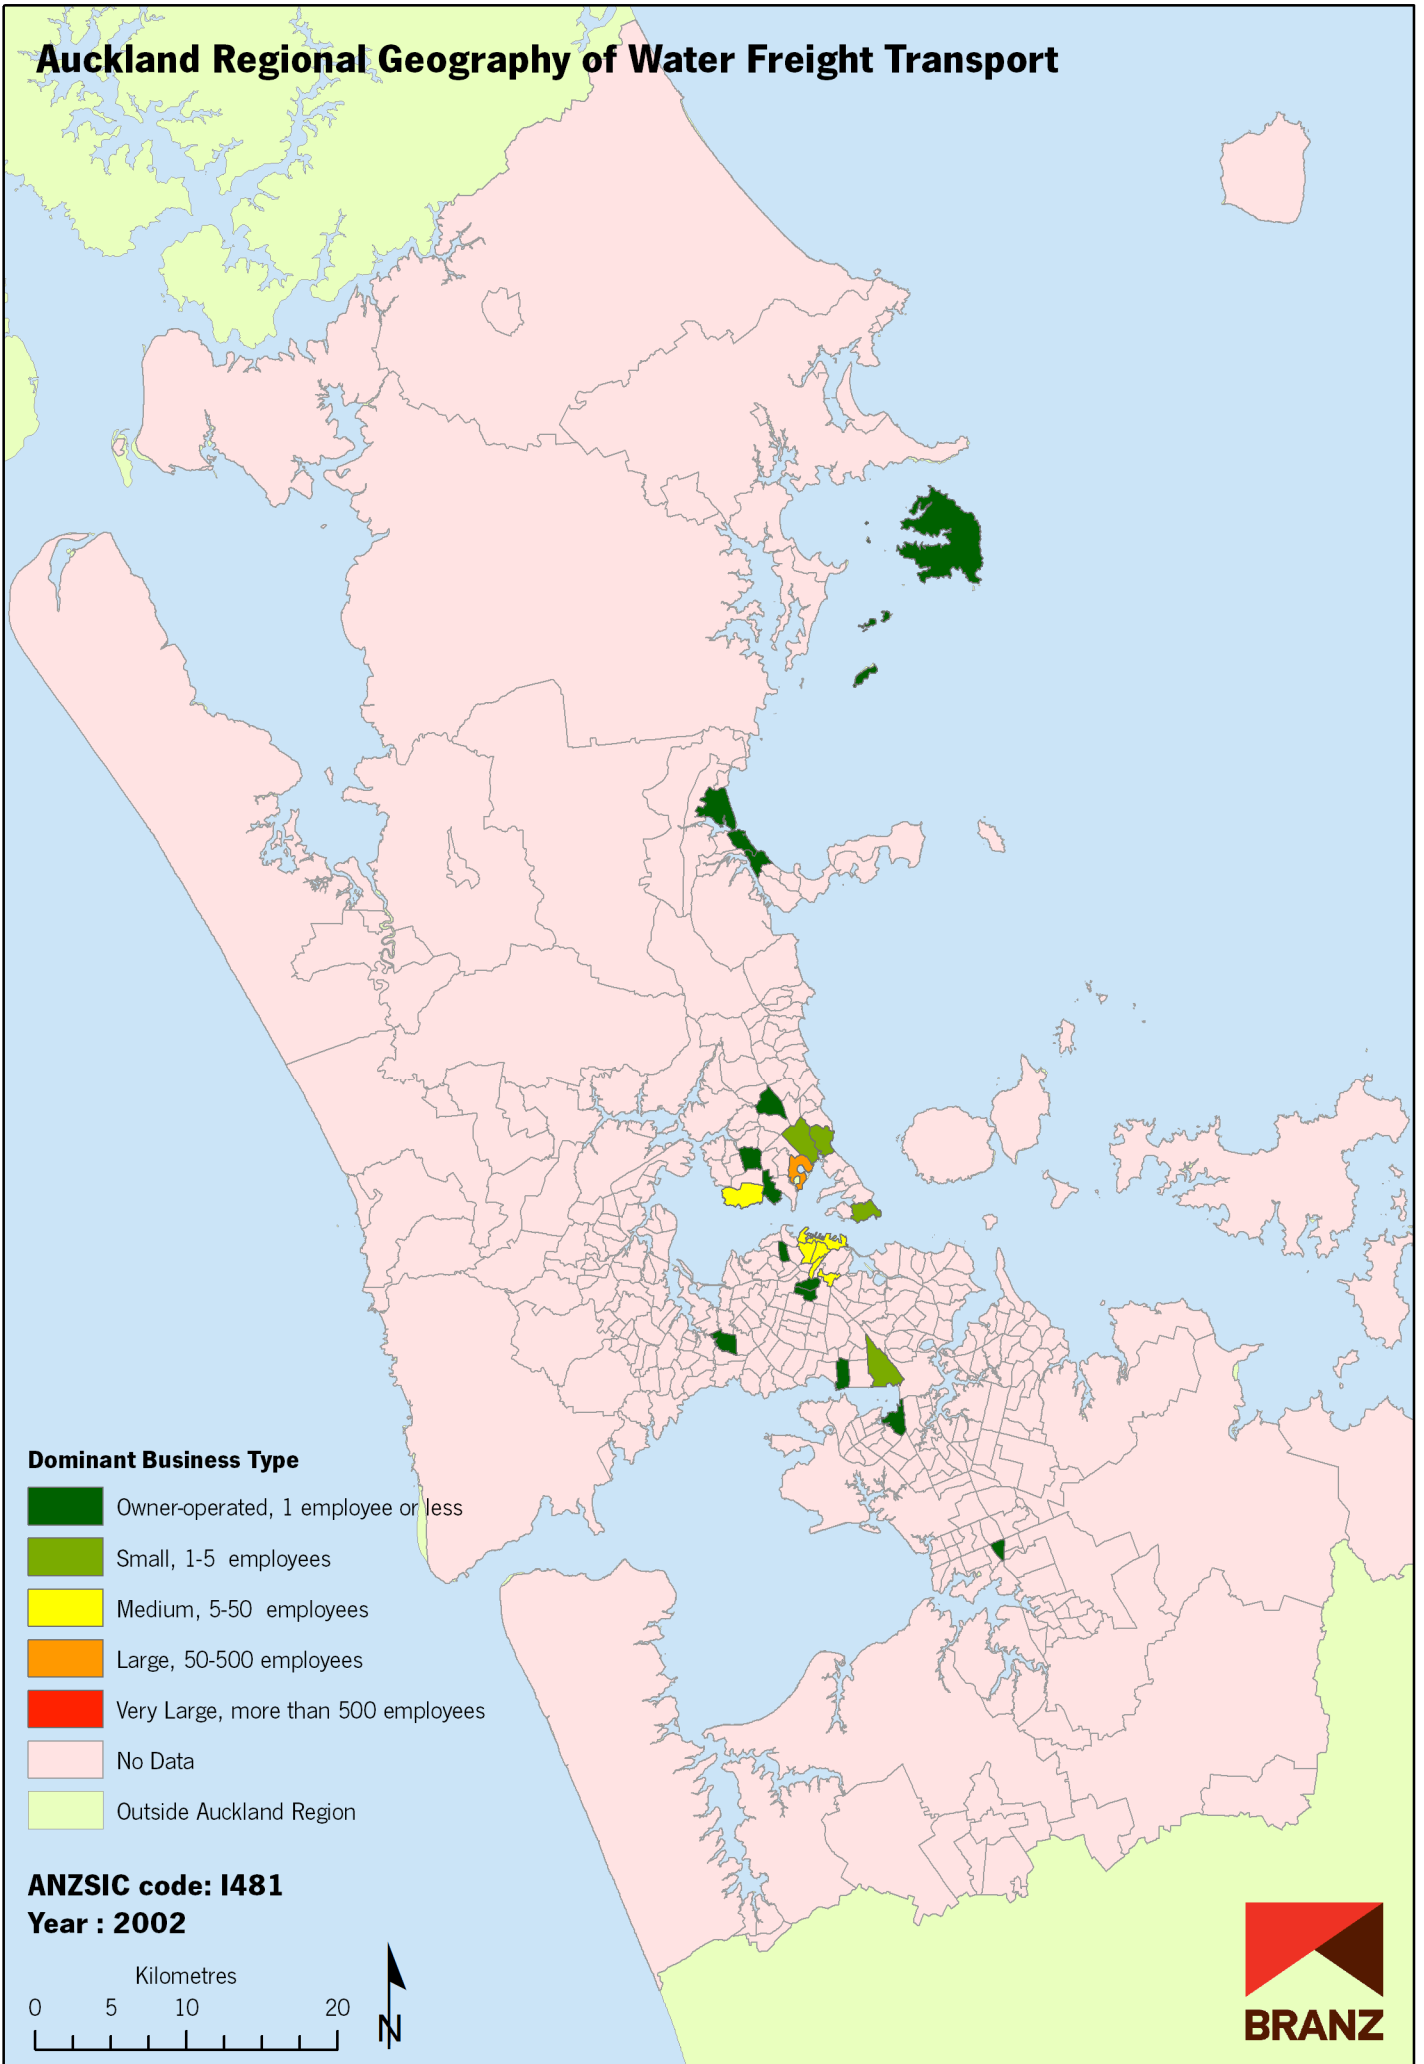 Auckland Regional Geography of Water Freight Transport
Dominant Business Type
Owner-operated, 1 employee or less
Small, 1-5 employees
Medium, 5-50 employees
Large, 50-500 employees
Very Large, more than 500 employees
No Data
Outside Auckland Region
ANZSIC code: I481
Year : 2002
Kilometres
0 5 10 20
N
BRANZ